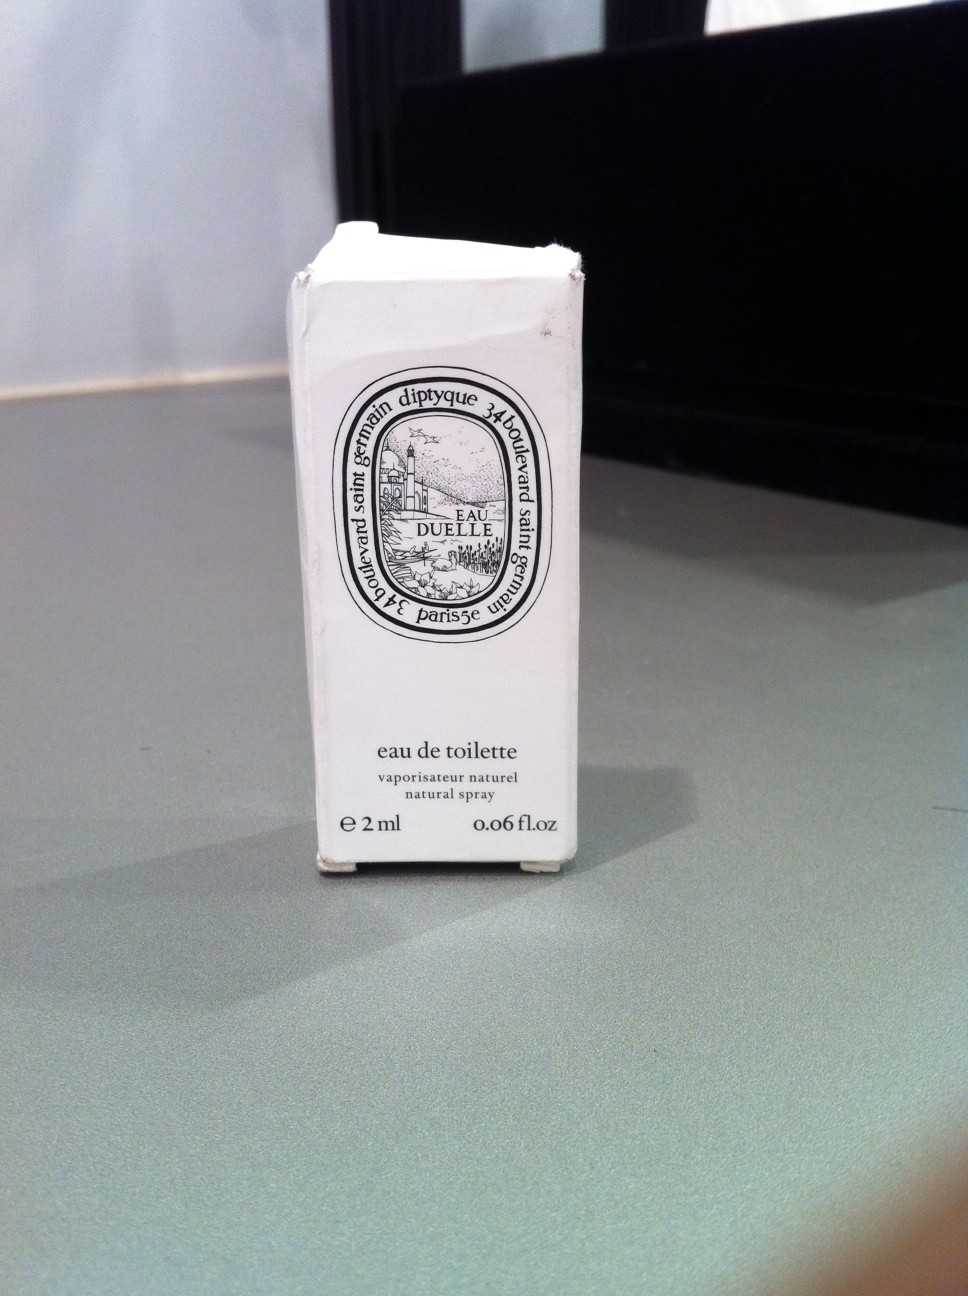 diptyque 34 boulevard saint germain paris5e 34 boulevard saint germain
EAU
DUELLE
eau de toilette
vaporisateur naturel
natural spray
℮ 2 ml 0.06 fl.oz